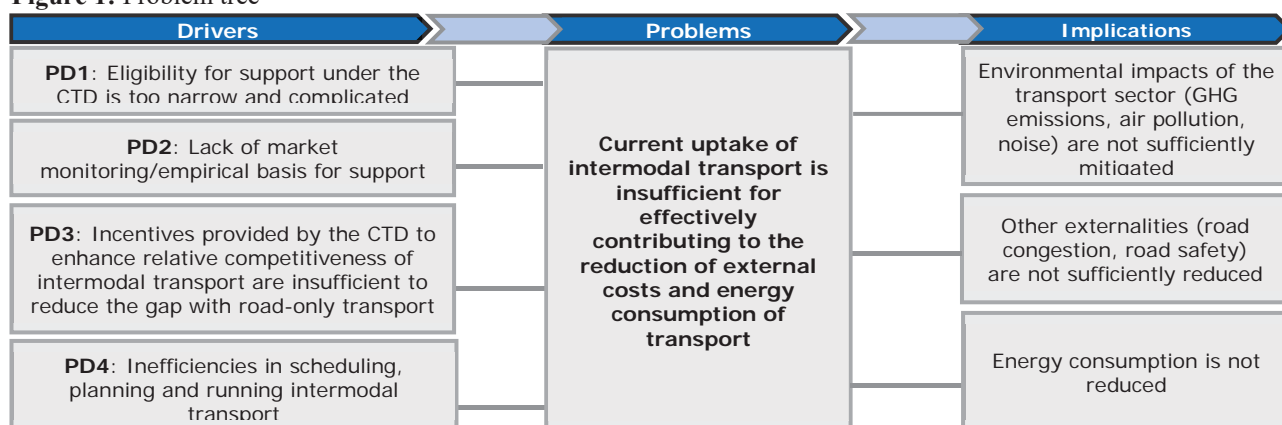 Figure 1: Problem tree
Drivers
Problems
Implications
PD1: Eligibility for support under the
CTD is too narrow and complicated
PD2: Lack of market
monitoring/empirical basis for support
PD3: Incentives provided by the CTD to
enhance relative competitiveness of
intermodal transport are insufficient to
reduce the gap with road-only transport
PD4: Inefficiencies in scheduling,
planning and running intermodal
transport
Current uptake of
intermodal transport is
insufficient for
effectively
contributing to the
reduction of external
costs and energy
consumption of
transport
Environmental impacts of the
transport sector (GHG
emissions, air pollution,
noise) are not sufficiently
mitigated
Other externalities (road
congestion, road safety)
are not sufficiently reduced
Energy consumption is not
reduced